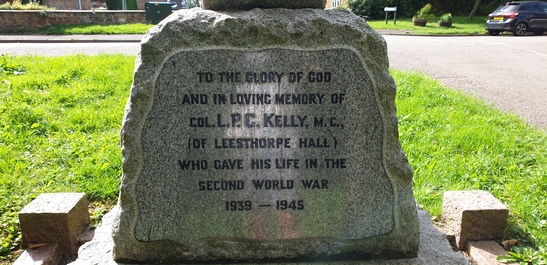 TO THE GLORY OF GOD
AND IN LOVING MEMORY OF
COL. L.P.G. KELLY, M.C.,
(OF LEESTHORPE HALL)
WHO GAVE HIS LIFE IN THE
SECOND WORLD WAR
1939 — 1945